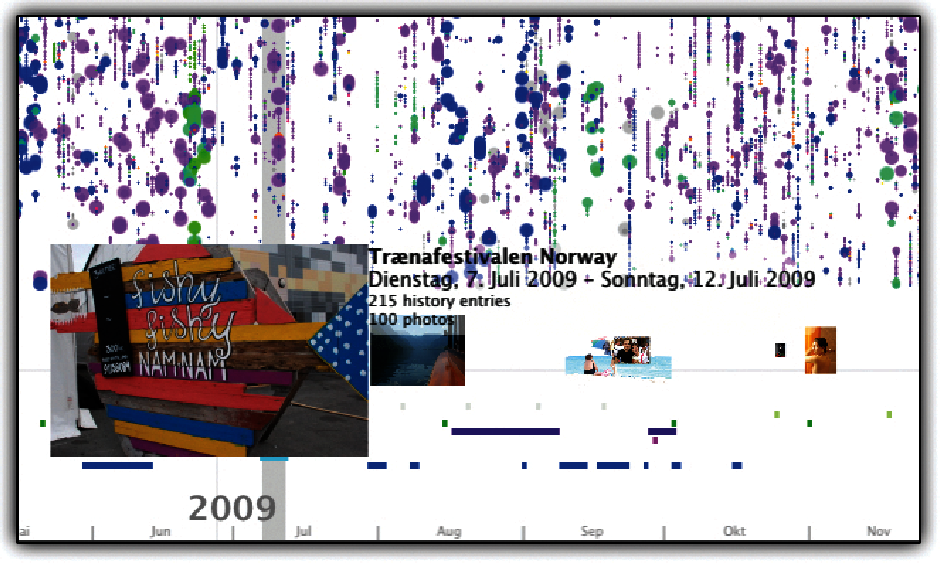 Trænafestivalen Norway
Dienstag, 7. Juli 2009 - Sonntag, 12. Juli 2009
215 history entries
100 photos
fishy
fishy
NAM-NAM
2009
ai Jun Jul Aug Sep Okt Nov